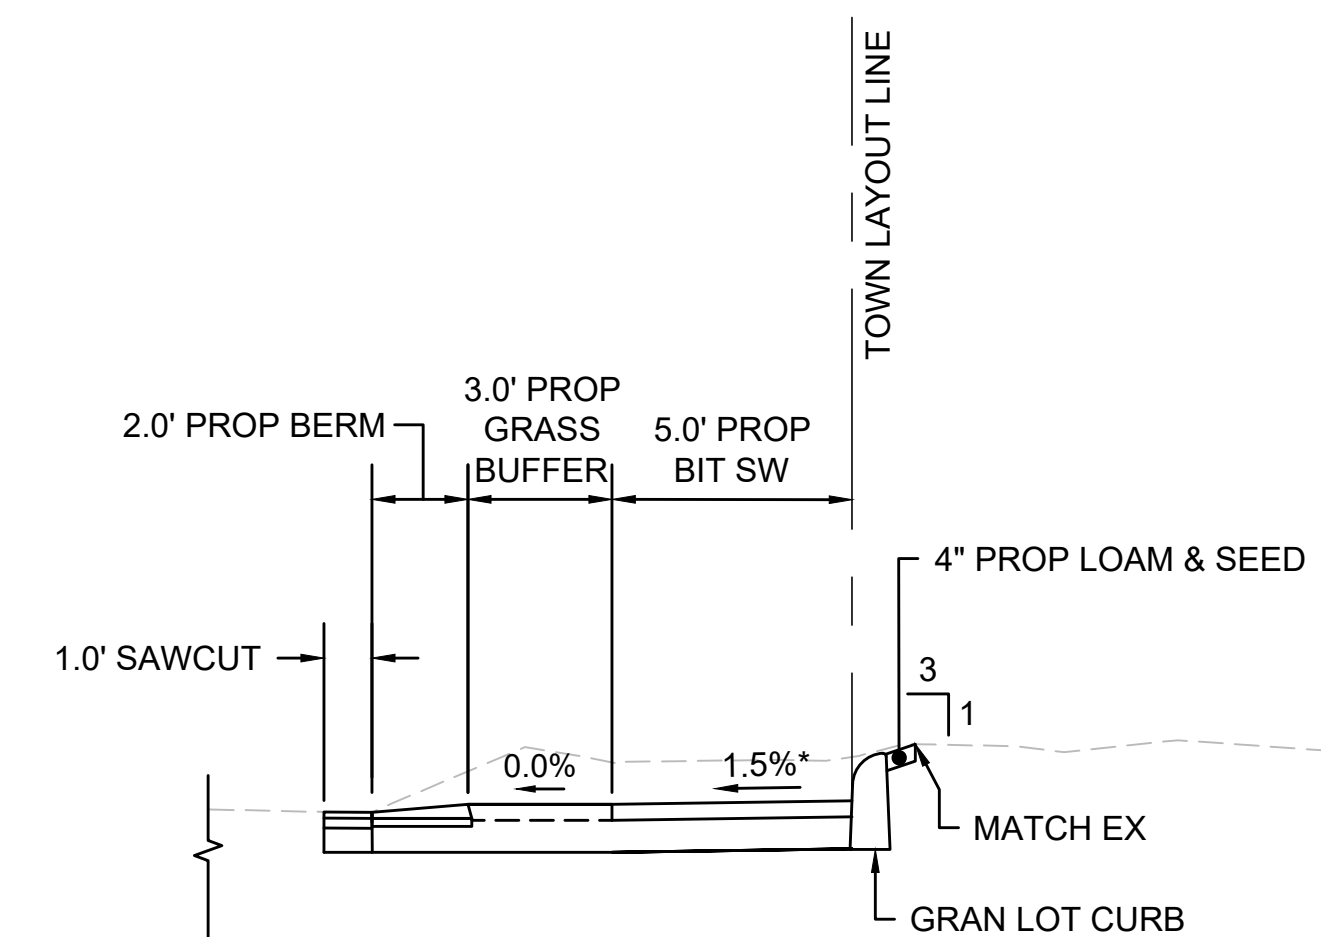 TOWN LAYOUT LINE
3.0' PROP
GRASS
BUFFER
2.0' PROP BERM
5.0' PROP
BIT SW
4" PROP LOAM & SEED
1.0' SAWCUT
3
1
0.0%
1.5%*
MATCH EX
GRAN LOT CURB